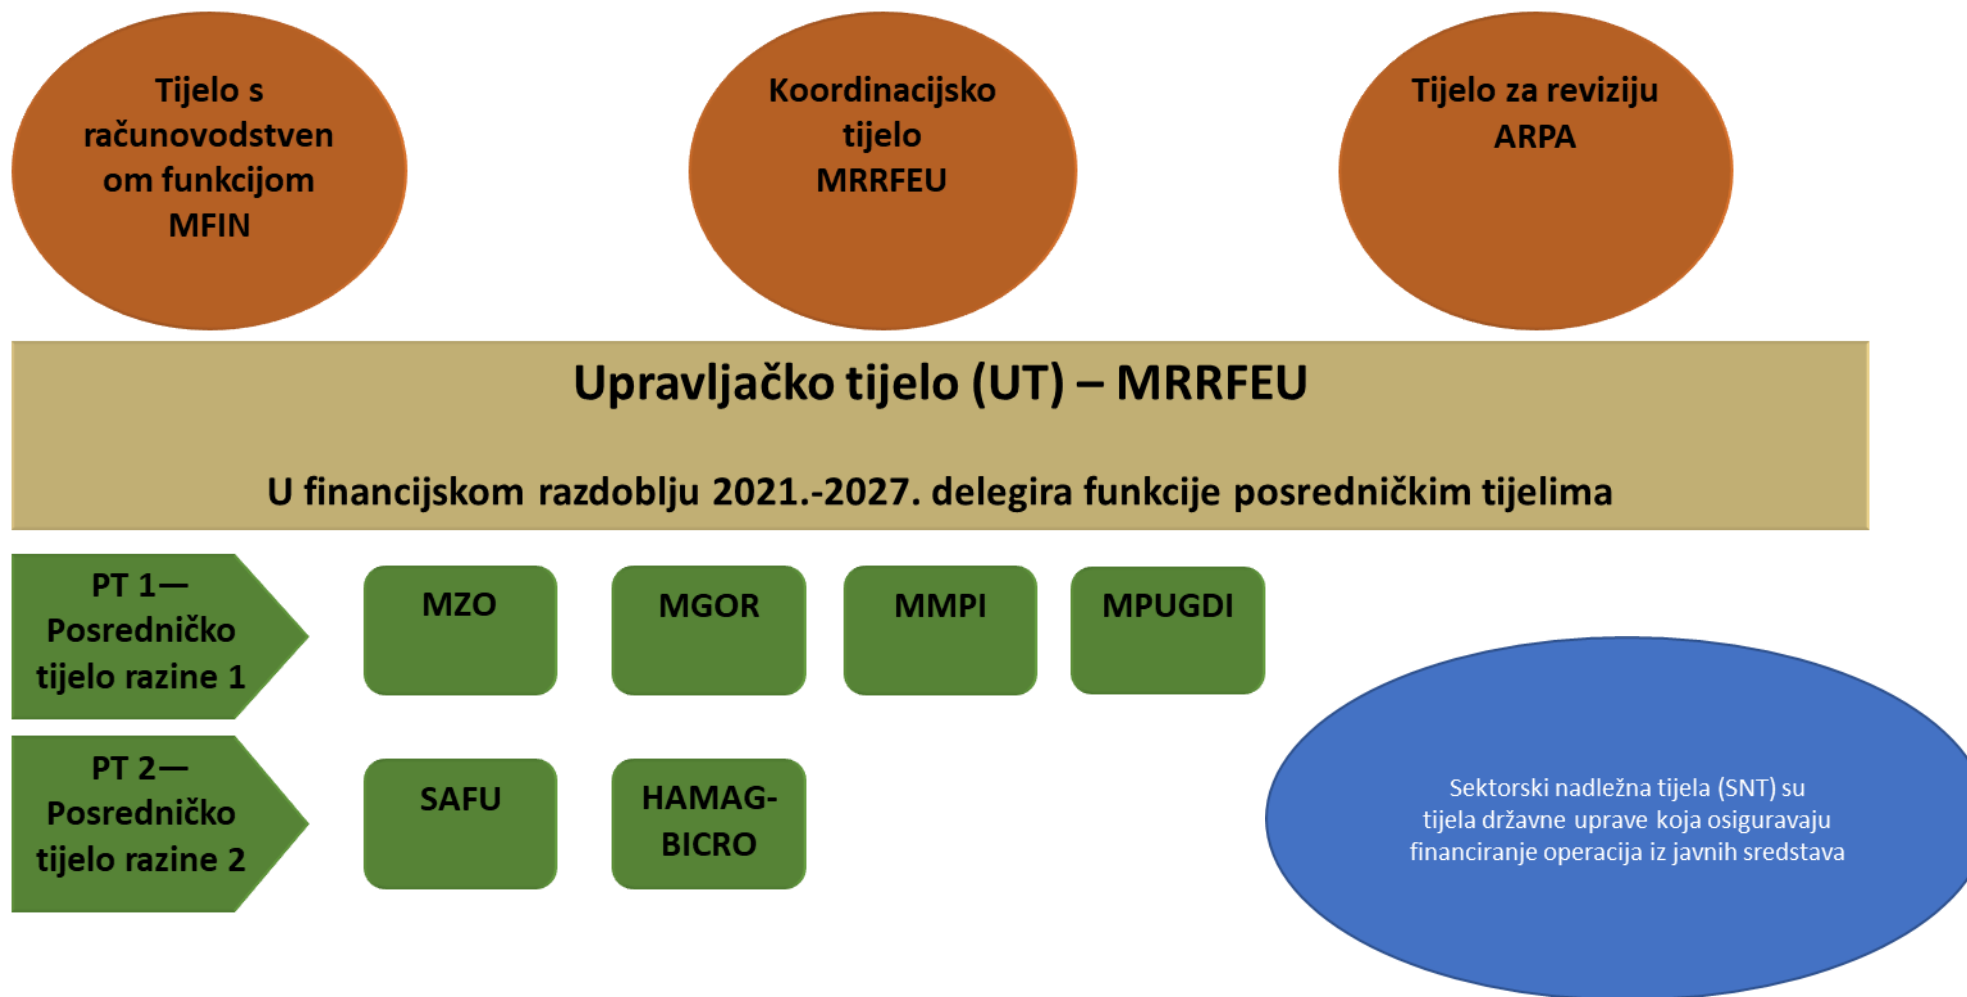 Tijelo s
računovodstven
om funkcijom
MFIN
Koordinacijsko
tijelo
MRRFEU
Tijelo za reviziju
ARPA
Upravljačko tijelo (UT) – MRRFEU
U financijskom razdoblju 2021.-2027. delegira funkcije posredničkim tijelima
PT 1—
Posredničko
tijelo razine 1
MZO
MGOR
MMPI
MPUGDI
PT 2—
Posredničko
tijelo razine 2
SAFU
HAMAG-
BICRO
Sektorski nadležna tijela (SNT) su
tijela državne uprave koja osiguravaju
financiranje operacija iz javnih sredstava